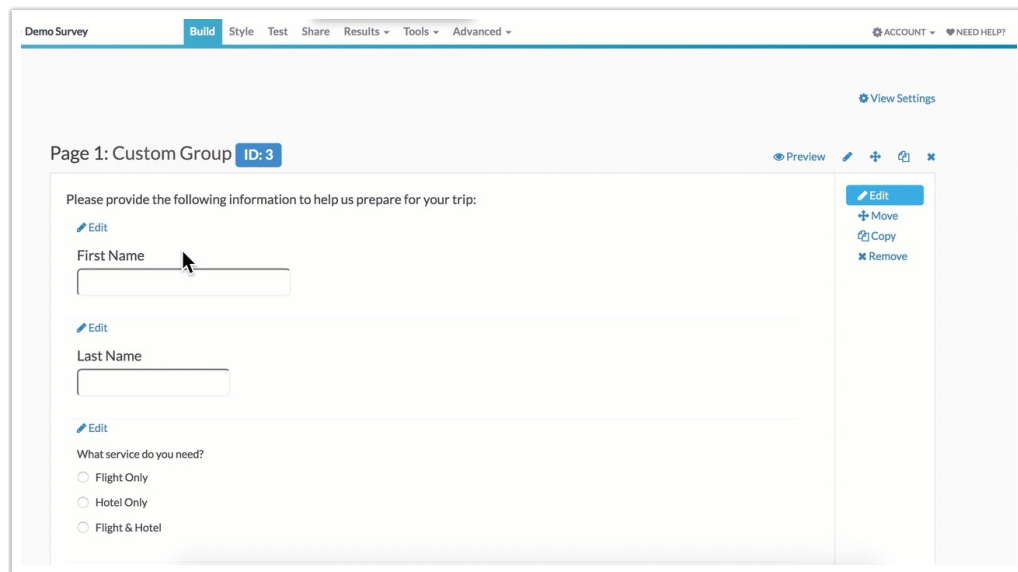 Demo Survey Build Style Test Share Results Tools Advanced ACCOUNT NEED HELP?
View Settings
Page 1: Custom Group ID: 3 Preview
Please provide the following information to help us prepare for your trip:
Edit
Edit
Move
First Name
Copy
Remove
Edit
Last Name
Edit
What service do you need?
Flight Only
Hotel Only
Flight & Hotel